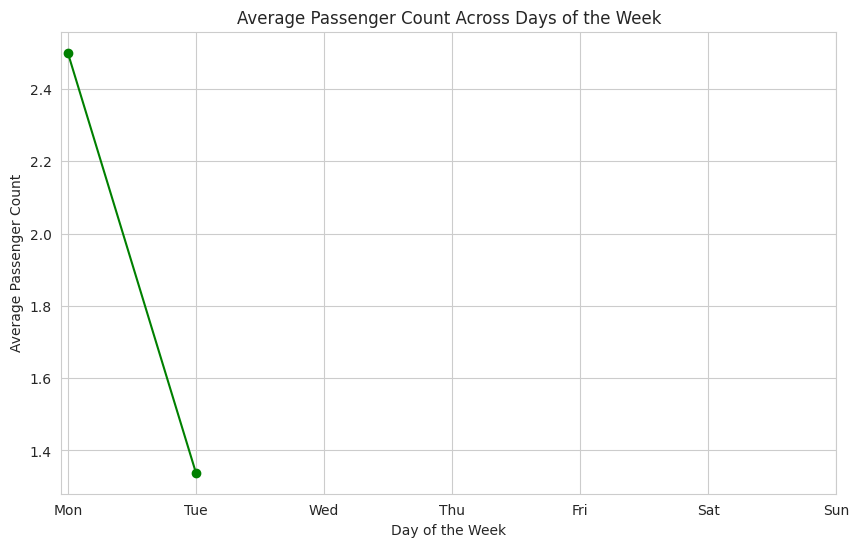 Average Passenger Count Across Days of the Week
Average Passenger Count
2.4
2.2
2.0
1.8
1.6
1.4
Mon Tue Wed Thu Fri Sat Sun
Day of the Week